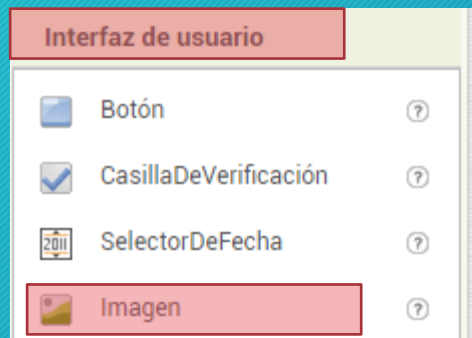 Interfaz de usuario
Botón ?
CasillaDeVerificación ?
2011 SelectorDeFecha ?
Imagen ?